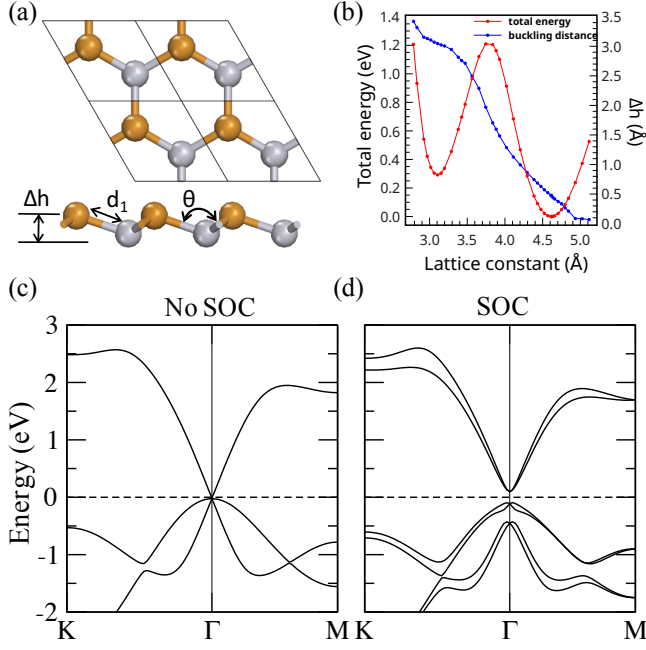 (a)
Δh
d1
θ
(b)
total energy
buckling distance
Total energy (eV)
1.4
1.2
1.0
0.8
0.6
0.4
0.2
0.0
3.5
3.0
2.5
2.0
1.5
1.0
0.5
0.0
Δh (Å)
3.0 3.5 4.0 4.5 5.0
Lattice constant (Å)
(c) No SOC
Energy (eV)
3
2
1
0
-1
-2
K Γ M
(d) SOC
K Γ M